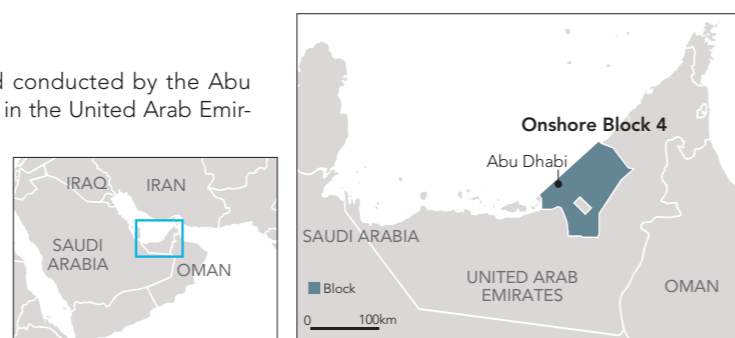 d conducted by the Abu
in the United Arab Emir-
IRAQ
IRAN
SAUDI
ARABIA
OMAN
Onshore Block 4
Abu Dhabi
SAUDI ARABIA
UNITED ARAB
EMIRATES
OMAN
Block
0 100km